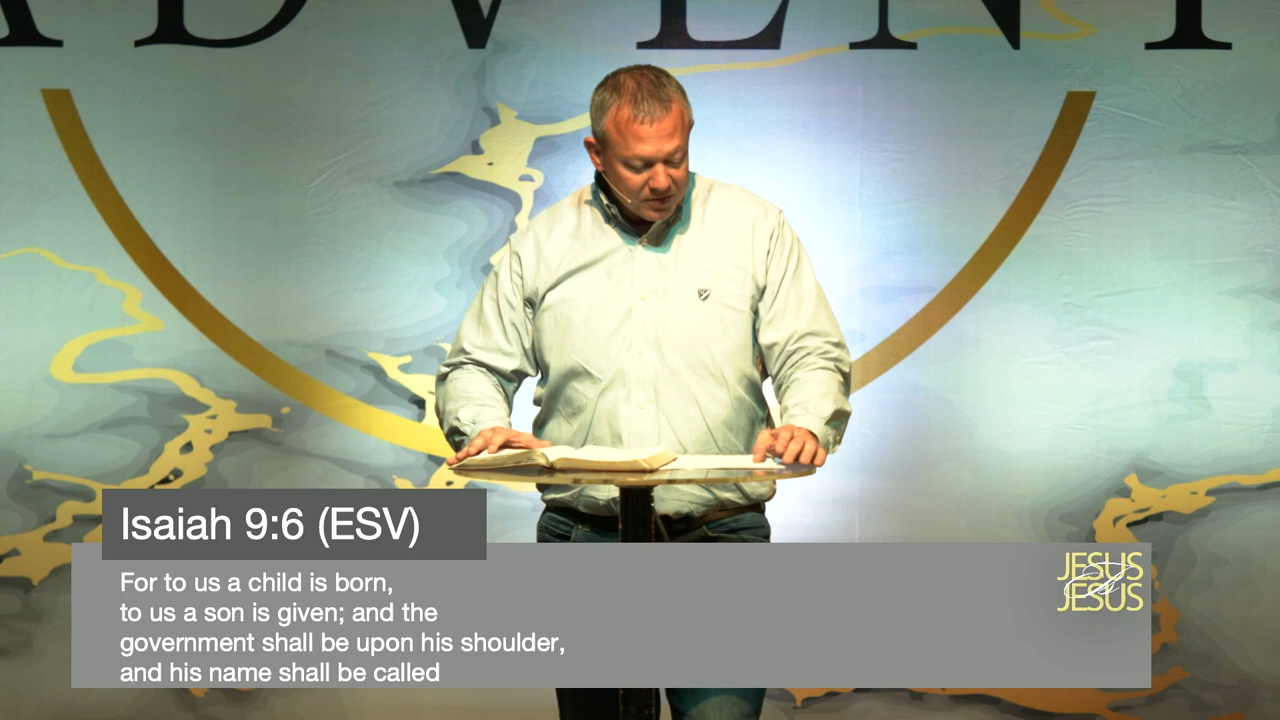 ADVENT
Isaiah 9:6 (ESV)
For to us a child is born,
to us a son is given; and the
government shall be upon his shoulder,
and his name shall be called
JESUS
is
JESUS